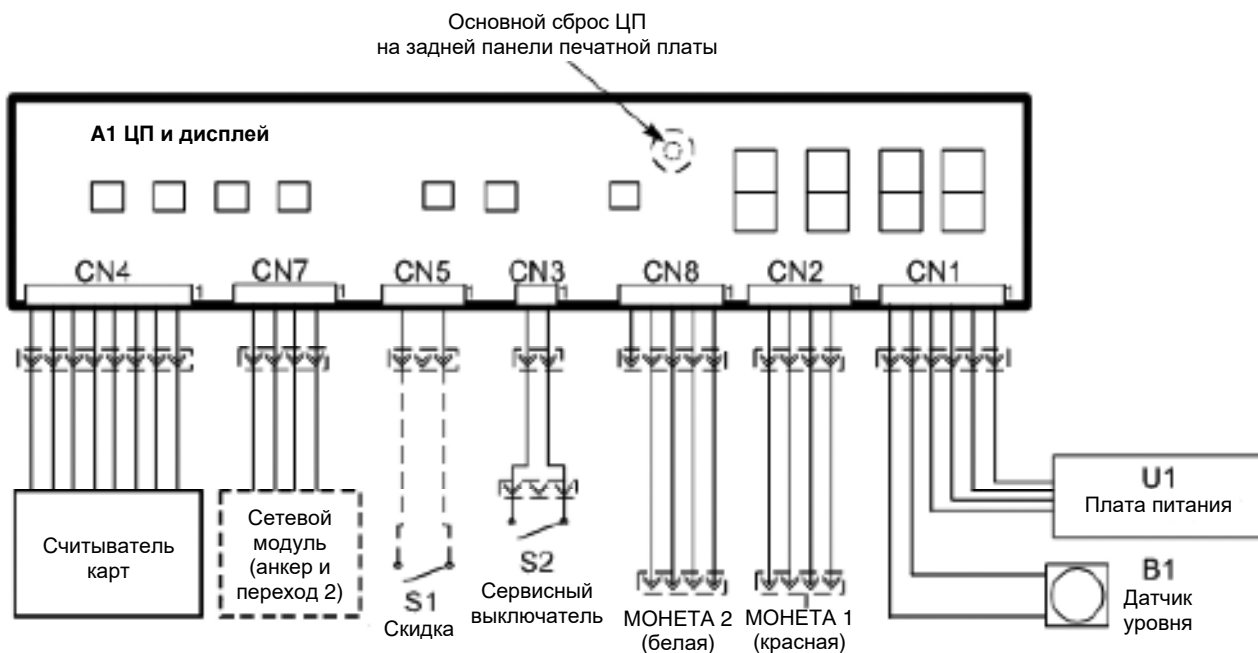 Основной сброс ЦП
на задней панели печатной платы
А1 ЦП и дисплей
CN4
1
CN7
1
CN5
1
CN3
1
CN8
1
CN2
1
CN1
1
Считыватель
карт
Сетевой
модуль
(анкер и
переход 2)
S1
Скидка
S2
Сервисный
выключатель
МОНЕТА 2
(белая)
МОНЕТА 1
(красная)
U1
Плата питания
B1
Датчик
уровня